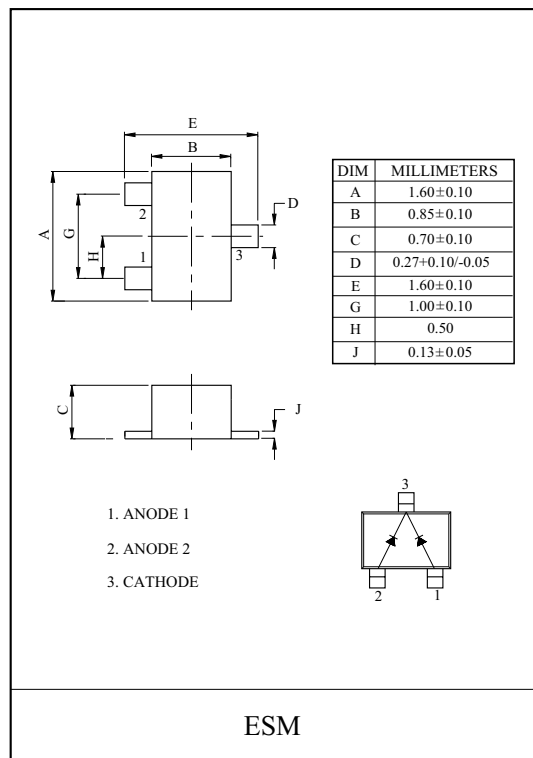 E
B
A
G
H
2
1
3
D
DIM MILLIMETERS
A 1.60±0.10
B 0.85±0.10
C 0.70±0.10
D 0.27+0.10/-0.05
E 1.60±0.10
G 1.00±0.10
H 0.50
J 0.13±0.05
C
J
1. ANODE 1
2. ANODE 2
3. CATHODE
3
2 1
ESM